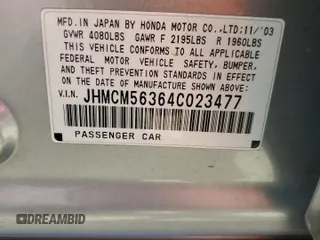 MFD. IN JAPAN BY HONDA MOTOR CO., LTD: 11/'03
GVWR 4080LBS GAWR F 2195LBS R 1960LBS
THIS VEHICLE CONFORMS TO ALL APPLICABLE
FEDERAL MOTOR VEHICLE SAFETY, BUMPER,
AND THEFT PREVENTION STANDARDS IN EFFECT
ON THE DATE OF MANUFACTURE SHOWN ABOVE.
V.I.N. JHMCM56364C023477
PASSENGER CAR
DREAMBID